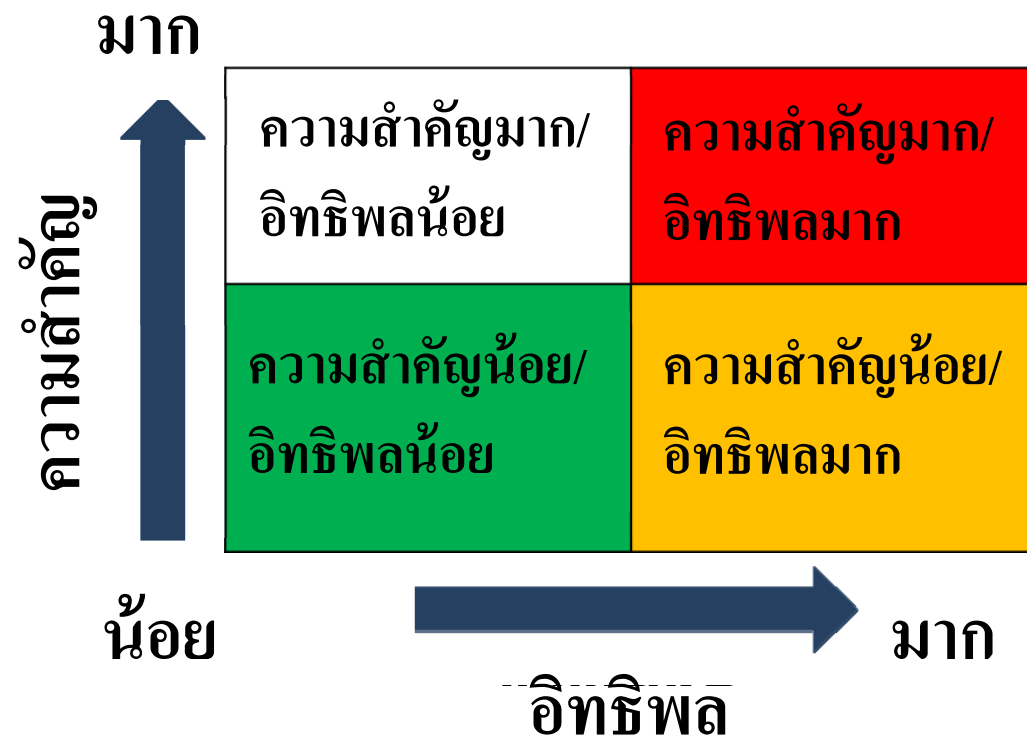 มาก
ความสำคัญ
ความสำคัญมาก/
อิทธิพลน้อย
ความสำคัญมาก/
อิทธิพลมาก
ความสำคัญน้อย/
อิทธิพลน้อย
ความสำคัญน้อย/
อิทธิพลมาก
น้อย
มาก
อิทธิพล